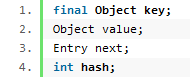 1. final Object key;
2. Object value;
3. Entry next;
4. int hash;